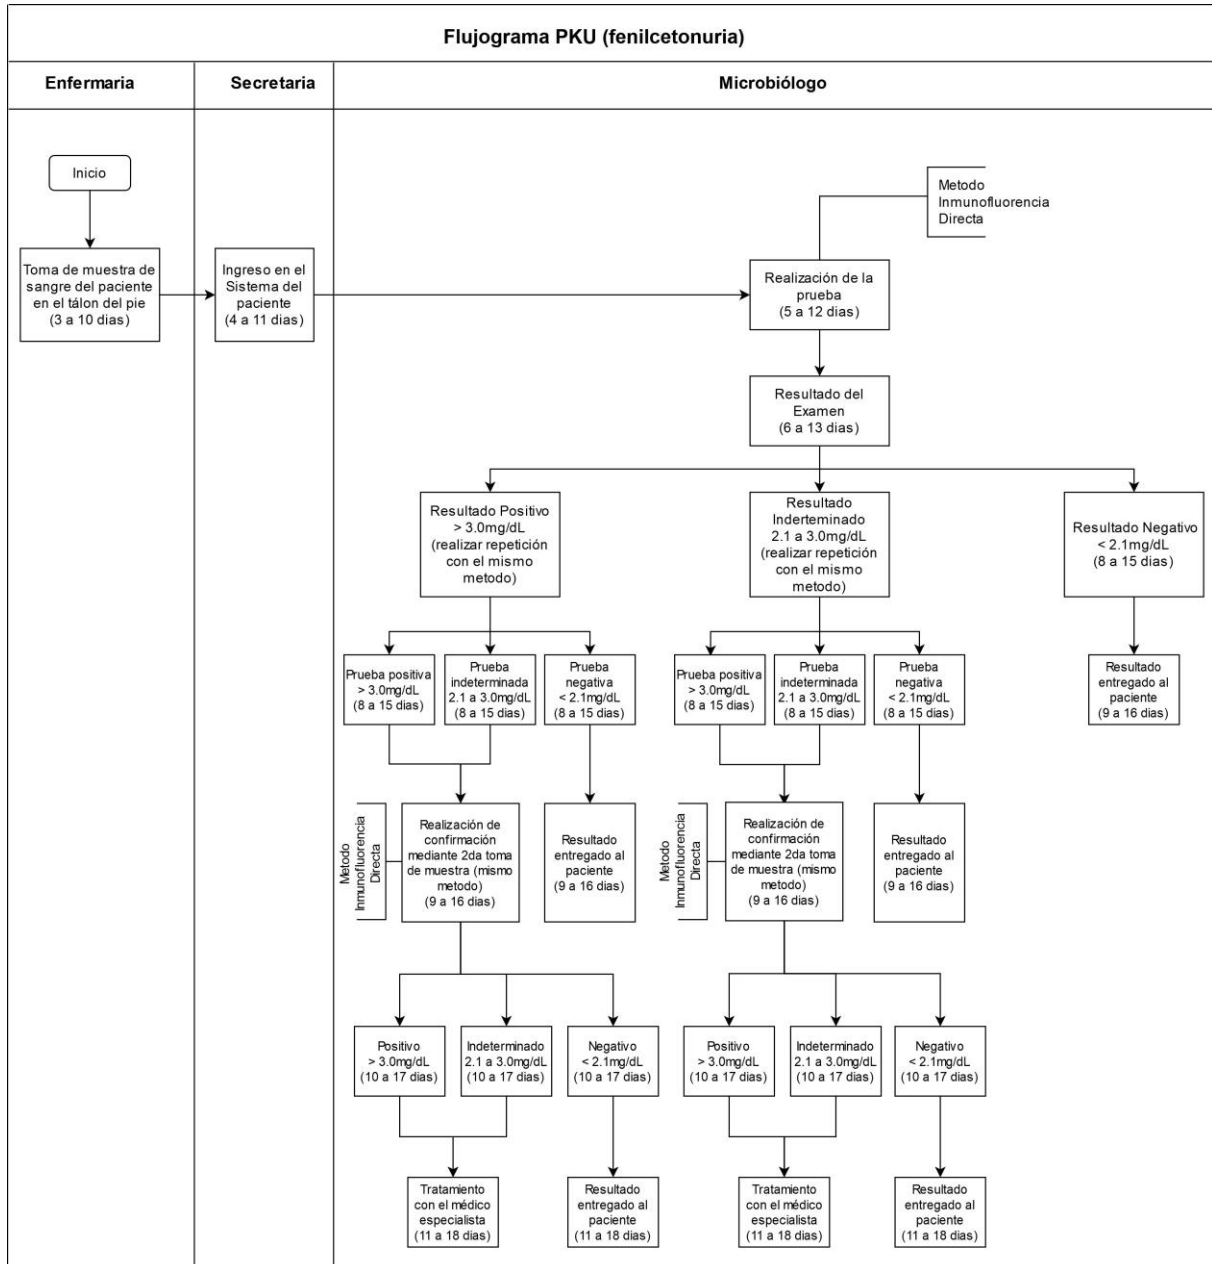 Flujograma PKU (fenilcetonuria)
Enfermaria
Secretaria
Microbiólogo
Inicio
Metodo
Inmunofluorencia
Directa
Toma de muestra de
sangre del paciente
en el tálon del pie
(3 a 10 dias)
Ingreso en el
Sistema del
paciente
(4 a 11 dias)
Realización de la
prueba
(5 a 12 dias)
Resultado del
Examen
(6 a 13 dias)
Resultado Positivo
> 3.0mg/dL
(realizar repetición
con el mismo
metodo)
Resultado
Inderteminado
2.1 a 3.0mg/dL
(realizar repetición
con el mismo
metodo)
Resultado Negativo
< 2.1mg/dL
(8 a 15 dias)
Prueba positiva
> 3.0mg/dL
(8 a 15 dias)
Prueba
indeterminada
2.1 a 3.0mg/dL
(8 a 15 dias)
Prueba
negativa
< 2.1mg/dL
(8 a 15 dias)
Prueba positiva
> 3.0mg/dL
(8 a 15 dias)
Prueba
indeterminada
2.1 a 3.0mg/dL
(8 a 15 dias)
Prueba
negativa
< 2.1mg/dL
(8 a 15 dias)
Resultado
entregado al
paciente
(9 a 16 dias)
Metodo
Inmunofluorencia
Directa
Realización de
confirmación
mediante 2da toma
de muestra (mismo
metodo)
(9 a 16 dias)
Resultado
entregado al
paciente
(9 a 16 dias)
Metodo
Inmunofluorencia
Directa
Realización de
confirmación
mediante 2da toma
de muestra (mismo
metodo)
(9 a 16 dias)
Resultado
entregado al
paciente
(9 a 16 dias)
Positivo
> 3.0mg/dL
(10 a 17 dias)
Indeterminado
2.1 a 3.0mg/dL
(10 a 17 dias)
Negativo
< 2.1mg/dL
(10 a 17 dias)
Positivo
> 3.0mg/dL
(10 a 17 dias)
Indeterminado
2.1 a 3.0mg/dL
(10 a 17 dias)
Negativo
< 2.1mg/dL
(10 a 17 dias)
Tratamiento
con el médico
especialista
(11 a 18 dias)
Resultado
entregado al
paciente
(11 a 18 dias)
Tratamiento
con el médico
especialista
(11 a 18 dias)
Resultado
entregado al
paciente
(11 a 18 dias)